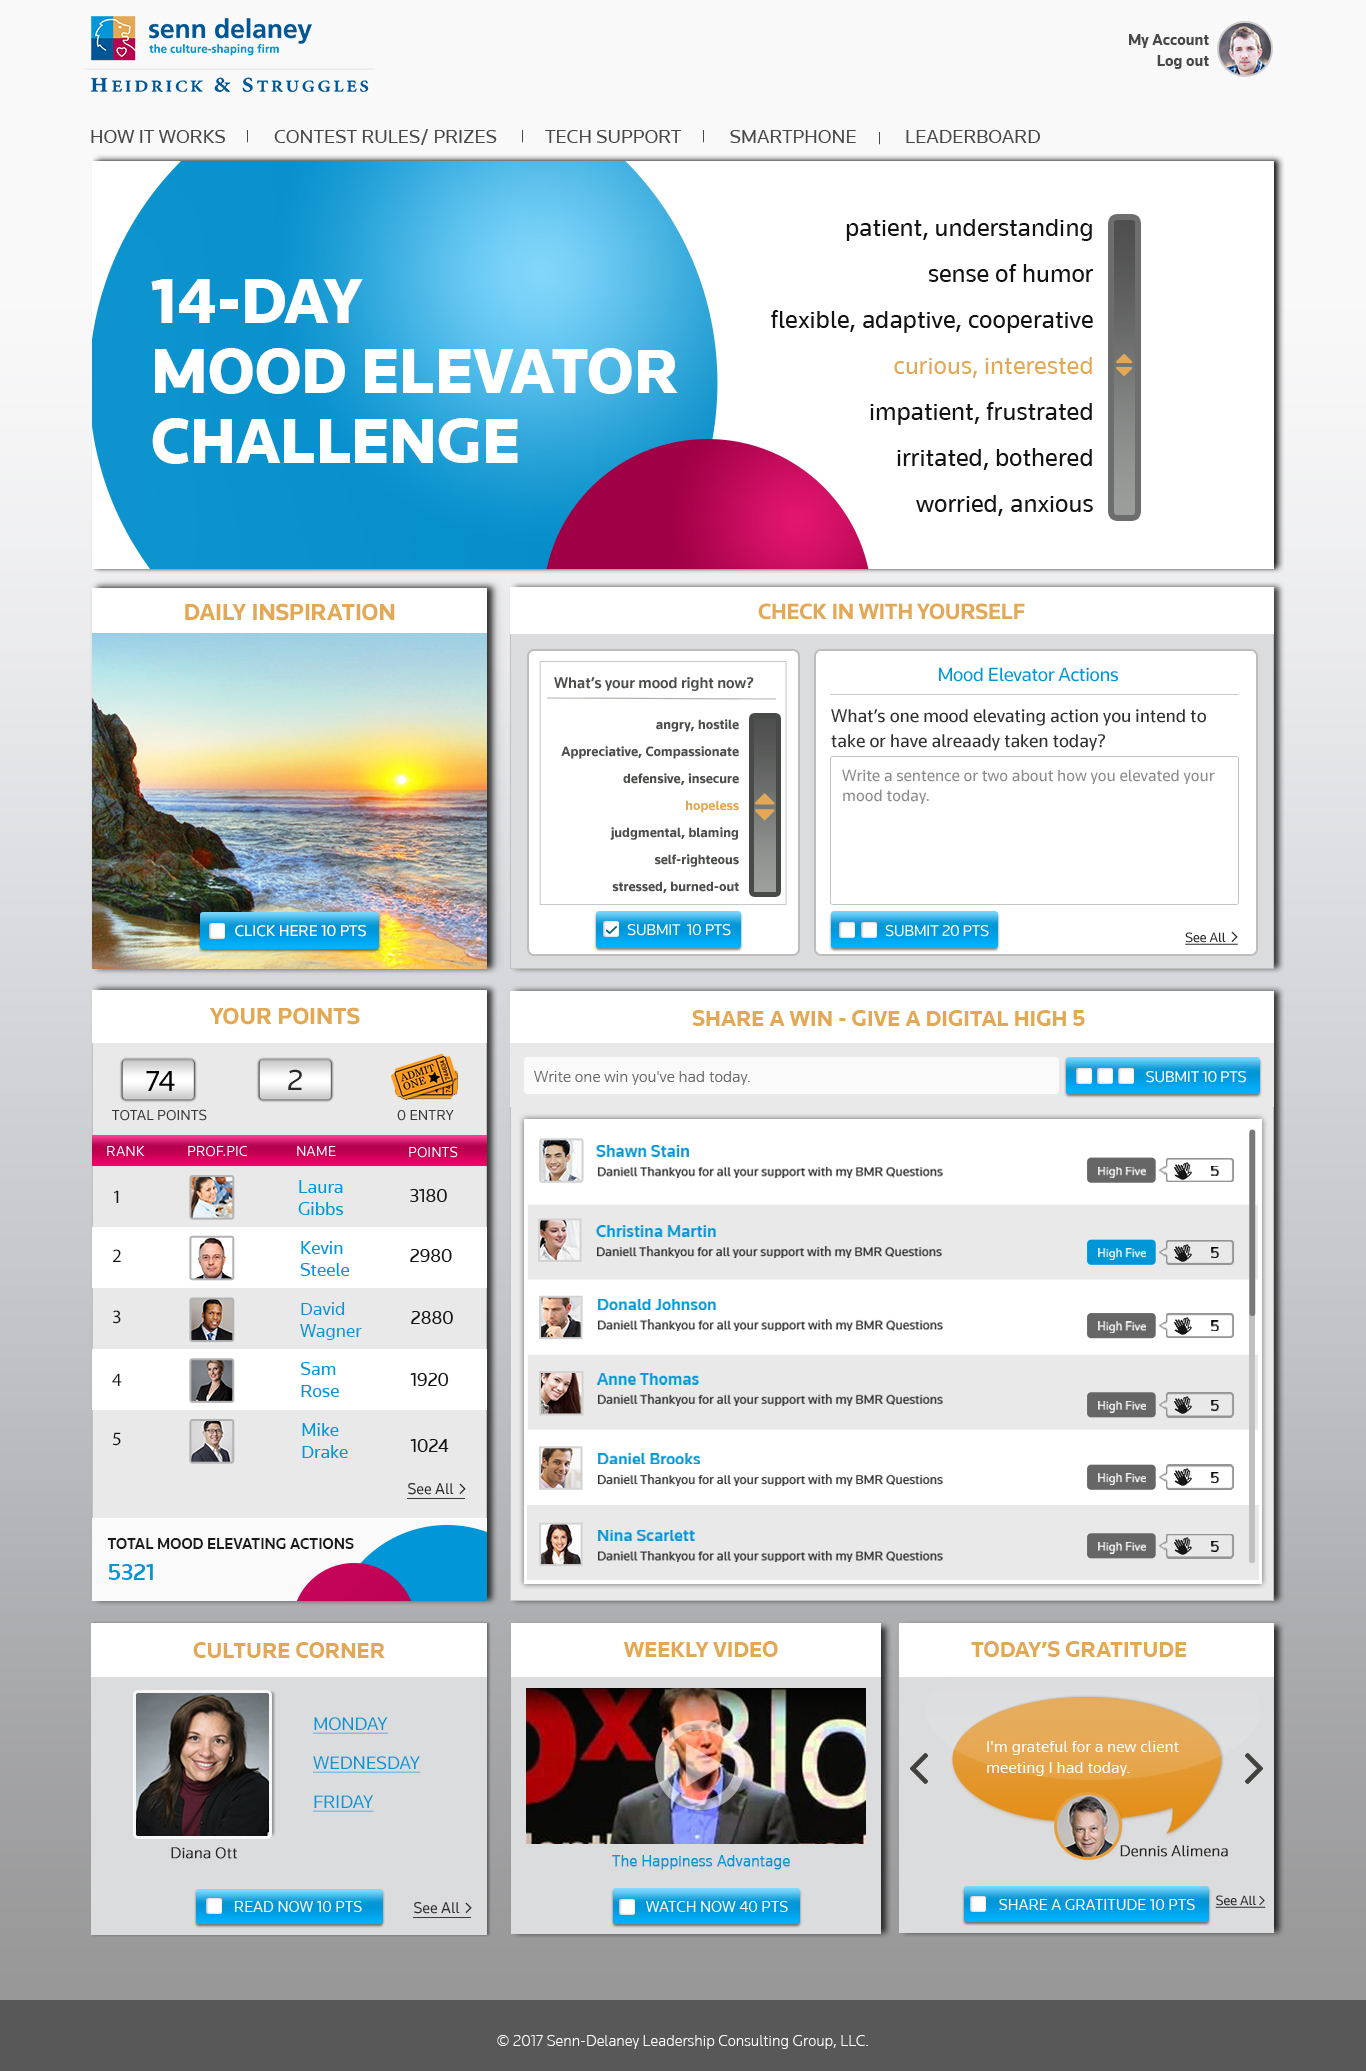 senn delaney
the culture-shaping firm
HEIDRICK & STRUGGLES
My Account
Log out
HOW IT WORKS
CONTEST RULES/ PRIZES
TECH SUPPORT
SMARTPHONE
LEADERBOARD
14-DAY
MOOD ELEVATOR
CHALLENGE
patient, understanding
sense of humor
flexible, adaptive, cooperative
curious, interested
impatient, frustrated
irritated, bothered
worried, anxious
DAILY INSPIRATION
CLICK HERE 10 PTS
CHECK IN WITH YOURSELF
What's your mood right now?
angry, hostile
Appreciative, Compassionate
defensive, insecure
hopeless
judgmental, blaming
self-righteous
stressed, burned-out
SUBMIT 10 PTS
Mood Elevator Actions
What's one mood elevating action you intend to
take or have alreaady taken today?
Write a sentence or two about how you elevated your
mood today.
SUBMIT 20 PTS
See All
YOUR POINTS
74
TOTAL POINTS
2
ADMIT
ONE
0 ENTRY
RANK PROF.PIC NAME POINTS
1 Laura 3180
Gibbs
2 Kevin 2980
Steele
3 David 2880
Wagner
4 Sam 1920
Rose
5 Mike 1024
Drake
See All
TOTAL MOOD ELEVATING ACTIONS
5321
SHARE A WIN - GIVE A DIGITAL HIGH 5
Write one win you've had today.
SUBMIT 10 PTS
Shawn Stain
Daniell Thankyou for all your support with my BMR Questions
High Five 5
Christina Martin
Daniell Thankyou for all your support with my BMR Questions
High Five 5
Donald Johnson
Daniell Thankyou for all your support with my BMR Questions
High Five 5
Anne Thomas
Daniell Thankyou for all your support with my BMR Questions
High Five 5
Daniel Brooks
Daniell Thankyou for all your support with my BMR Questions
High Five 5
Nina Scarlett
Daniell Thankyou for all your support with my BMR Questions
High Five 5
CULTURE CORNER
MONDAY
WEDNESDAY
FRIDAY
Diana Ott
READ NOW 10 PTS
See All
WEEKLY VIDEO
The Happiness Advantage
WATCH NOW 40 PTS
TODAY'S GRATITUDE
I'm grateful for a new client
meeting I had today.
Dennis Alimena
SHARE A GRATITUDE 10 PTS
See All
© 2017 Senn-Delaney Leadership Consulting Group, LLC.